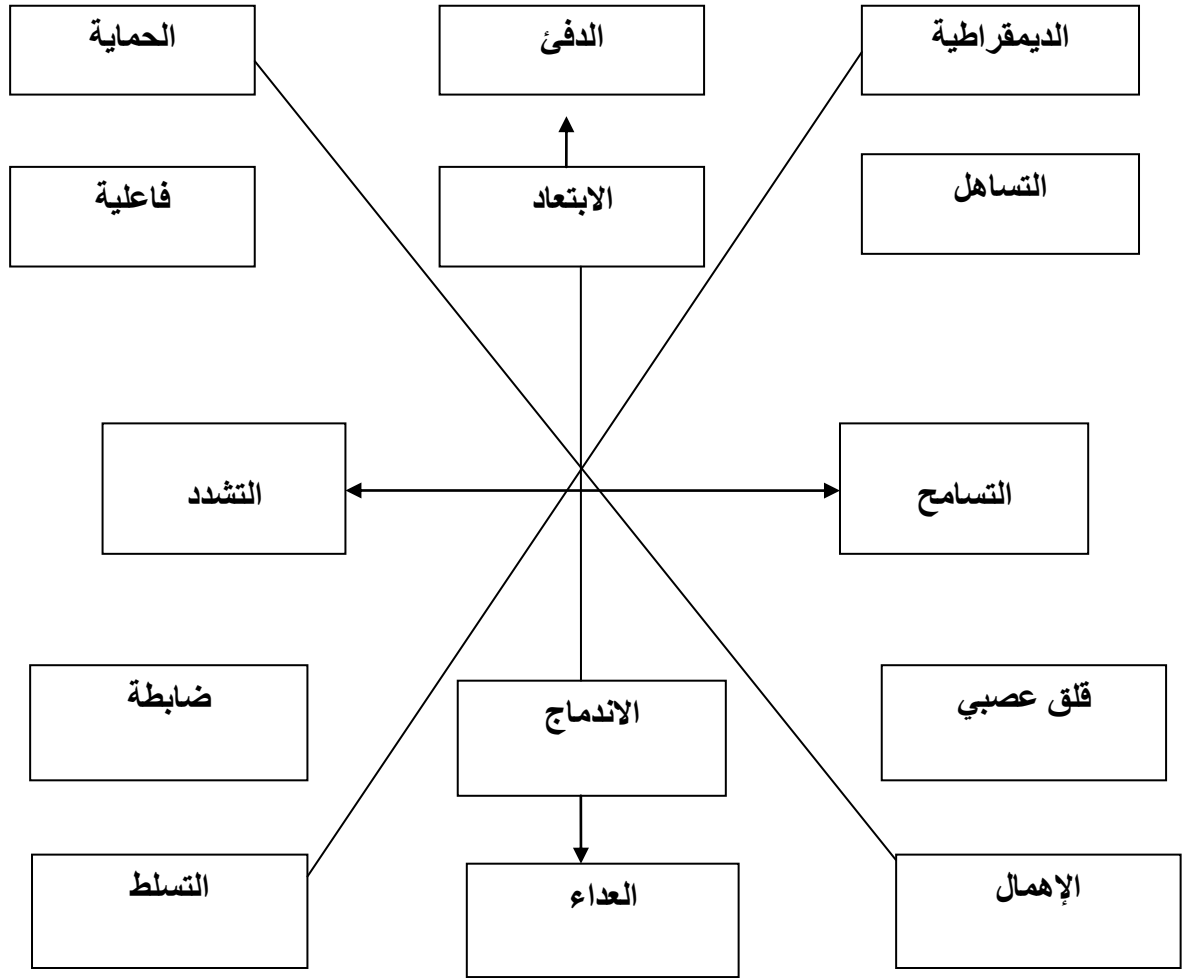 الديمقراطية
الدفئ
الحماية
التساهل
الابتعاد
فاعلية
التسامح
التشدد
قلق عصبي
الاندماج
ضابطة
الإهمال
العداء
التسلط